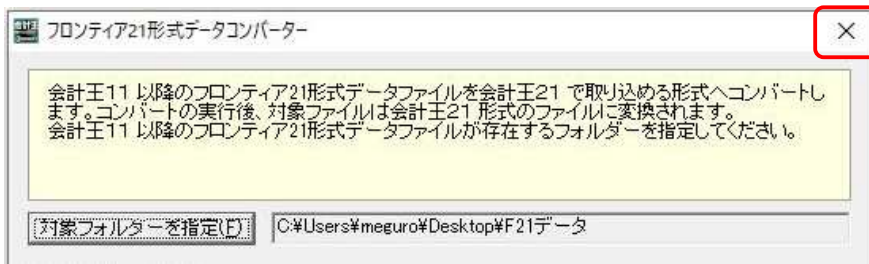 フロンティア21形式データコンバーター
会計王11 以降のフロンティア21形式データファイルを会計王21 で取り込める形式へコンバートし
ます。コンバートの実行後、対象ファイルは会計王21 形式のファイルに変換されます。
会計王11 以降のフロンティア21形式データファイルが存在するフォルダーを指定してください。
対象フォルダーを指定(F) C:¥Users¥meguro¥Desktop¥F21データ